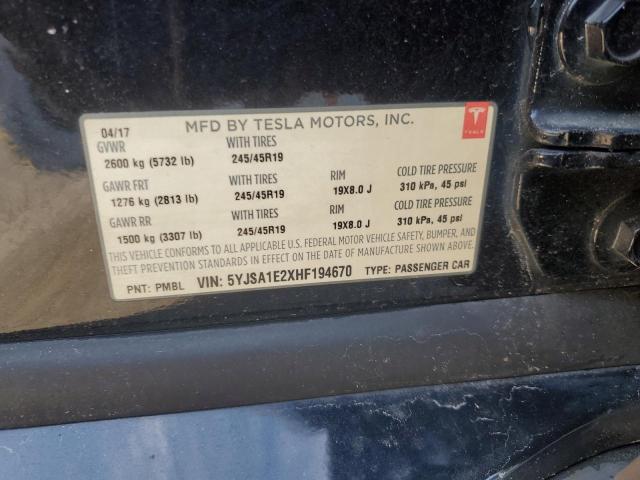 04/17 MFD BY TESLA MOTORS, INC.
TESLA
GVWR WITH TIRES
2600 kg (5732 lb) 245/45R19
GAWR FRT WITH TIRES RIM COLD TIRE PRESSURE
1276 kg (2813 lb) 245/45R19 19X8.0 J 310 kPa, 45 psi
GAWR RR WITH TIRES RIM COLD TIRE PRESSURE
1500 kg (3307 lb) 245/45R19 19X8.0 J 310 kPa, 45 psi
THIS VEHICLE CONFORMS TO ALL APPLICABLE U.S. FEDERAL MOTOR VEHICLE SAFETY, BUMPER, AND
THEFT PREVENTION STANDARDS IN EFFECT ON THE DATE OF MANUFACTURE SHOWN ABOVE.
PNT: PMBL VIN: 5YJSA1E2XHF194670 TYPE: PASSENGER CAR